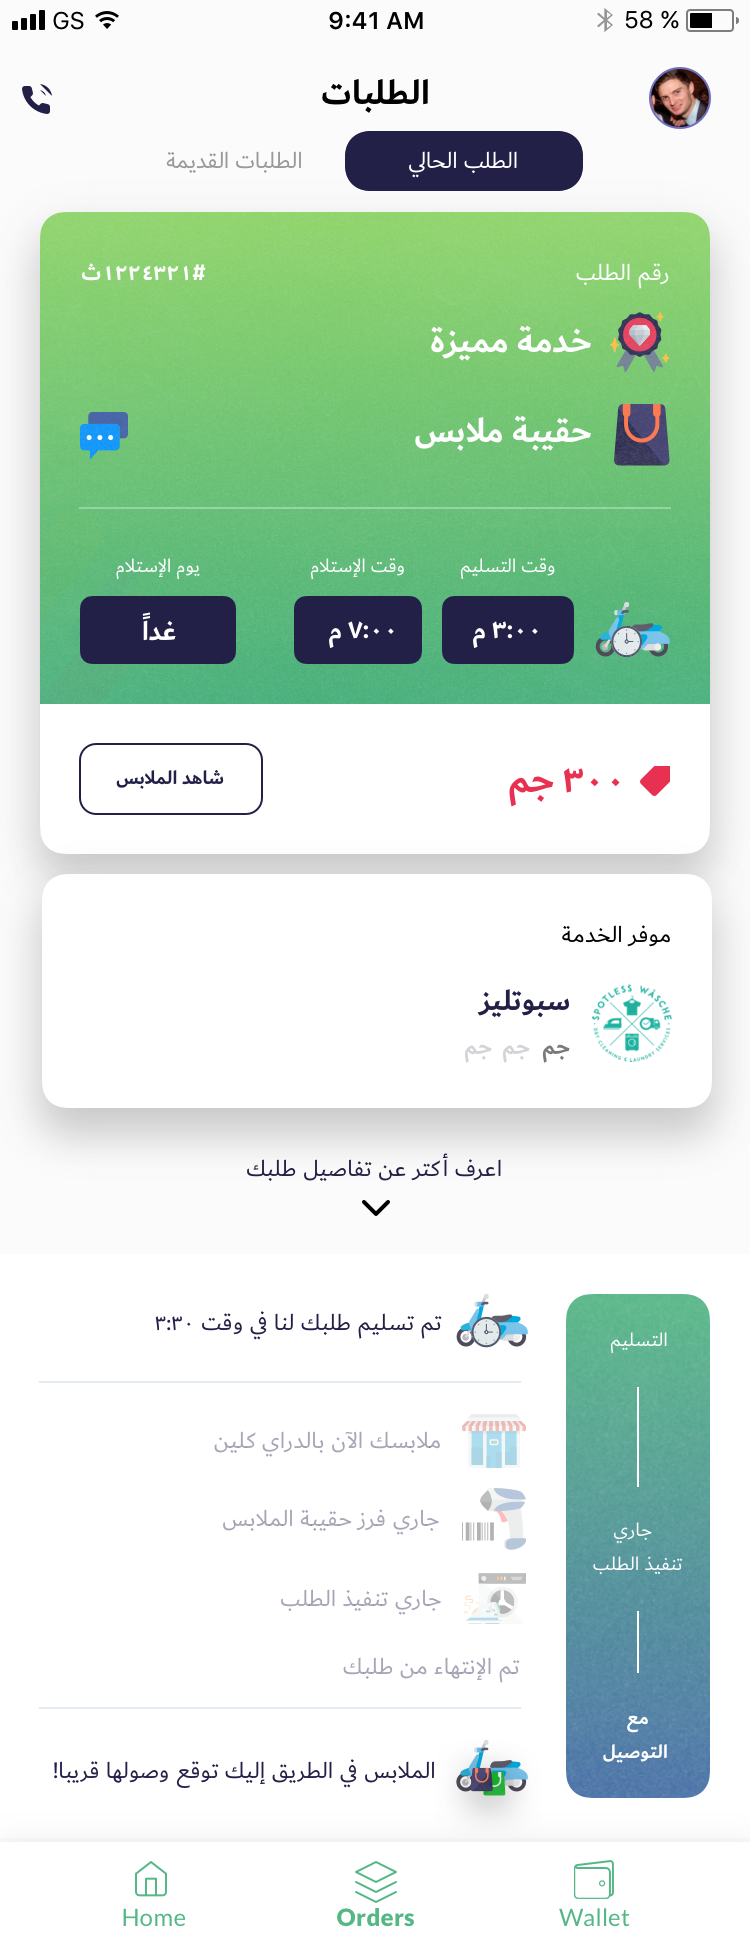 GS 9:41 AM 58 %
الطلبات
الطلب الحالي
الطلبات القديمة
رقم الطلب
#١٢٢٤٣٢١ث
خدمة مميزة
حقيبة ملابس
وقت التسليم
وقت الإستلام
يوم الإستلام
٣:٠٠ م
٧:٠٠ م
غداً
٣٠٠ جم
شاهد الملابس
موفر الخدمة
SPOTLESS WÄSCHE
DRY CLEANING & LAUNDRY SERVICES
سبوتليز
جم جم جم
اعرف أكتر عن تفاصيل طلبك
التسليم
تم تسليم طلبك لنا في وقت ٣:٣٠
جاري
تنفيذ الطلب
ملابسك الآن بالدراي كلين
جاري فرز حقيبة الملابس
جاري تنفيذ الطلب
تم الإنتهاء من طلبك
مع
التوصيل
الملابس في الطريق إليك توقع وصولها قريبا!
Home
Orders
Wallet